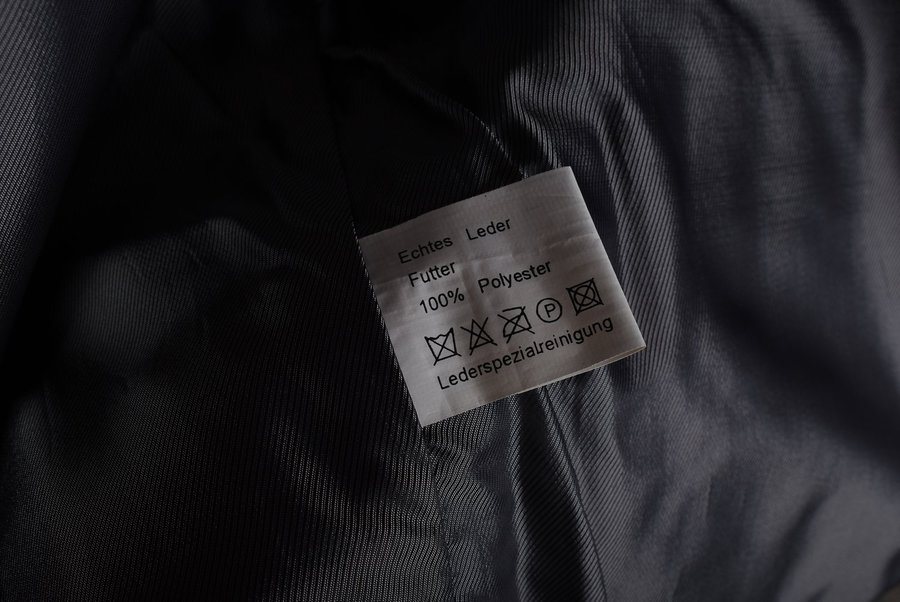 Echtes Leder
Futter
100% Polyester
P
Lederspezialreinigung